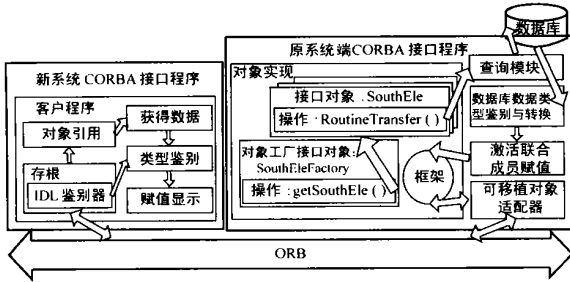 数据库
原系统端CORBA 接口程序
新系统 CORBA 接口程序
对象实现
查询模块
接口对象:SouthEle
操作:RoutineTransfer()
客户程序
获得数据
对象引用
数据库数据类
型鉴别与转换
对象工厂接口对象:
SouthEleFactory
操作:getSouthEle()
类型鉴别
激活联合
成员赋值
框架
存根
IDL 鉴别器
赋值显示
可移植对象
适配器
ORB